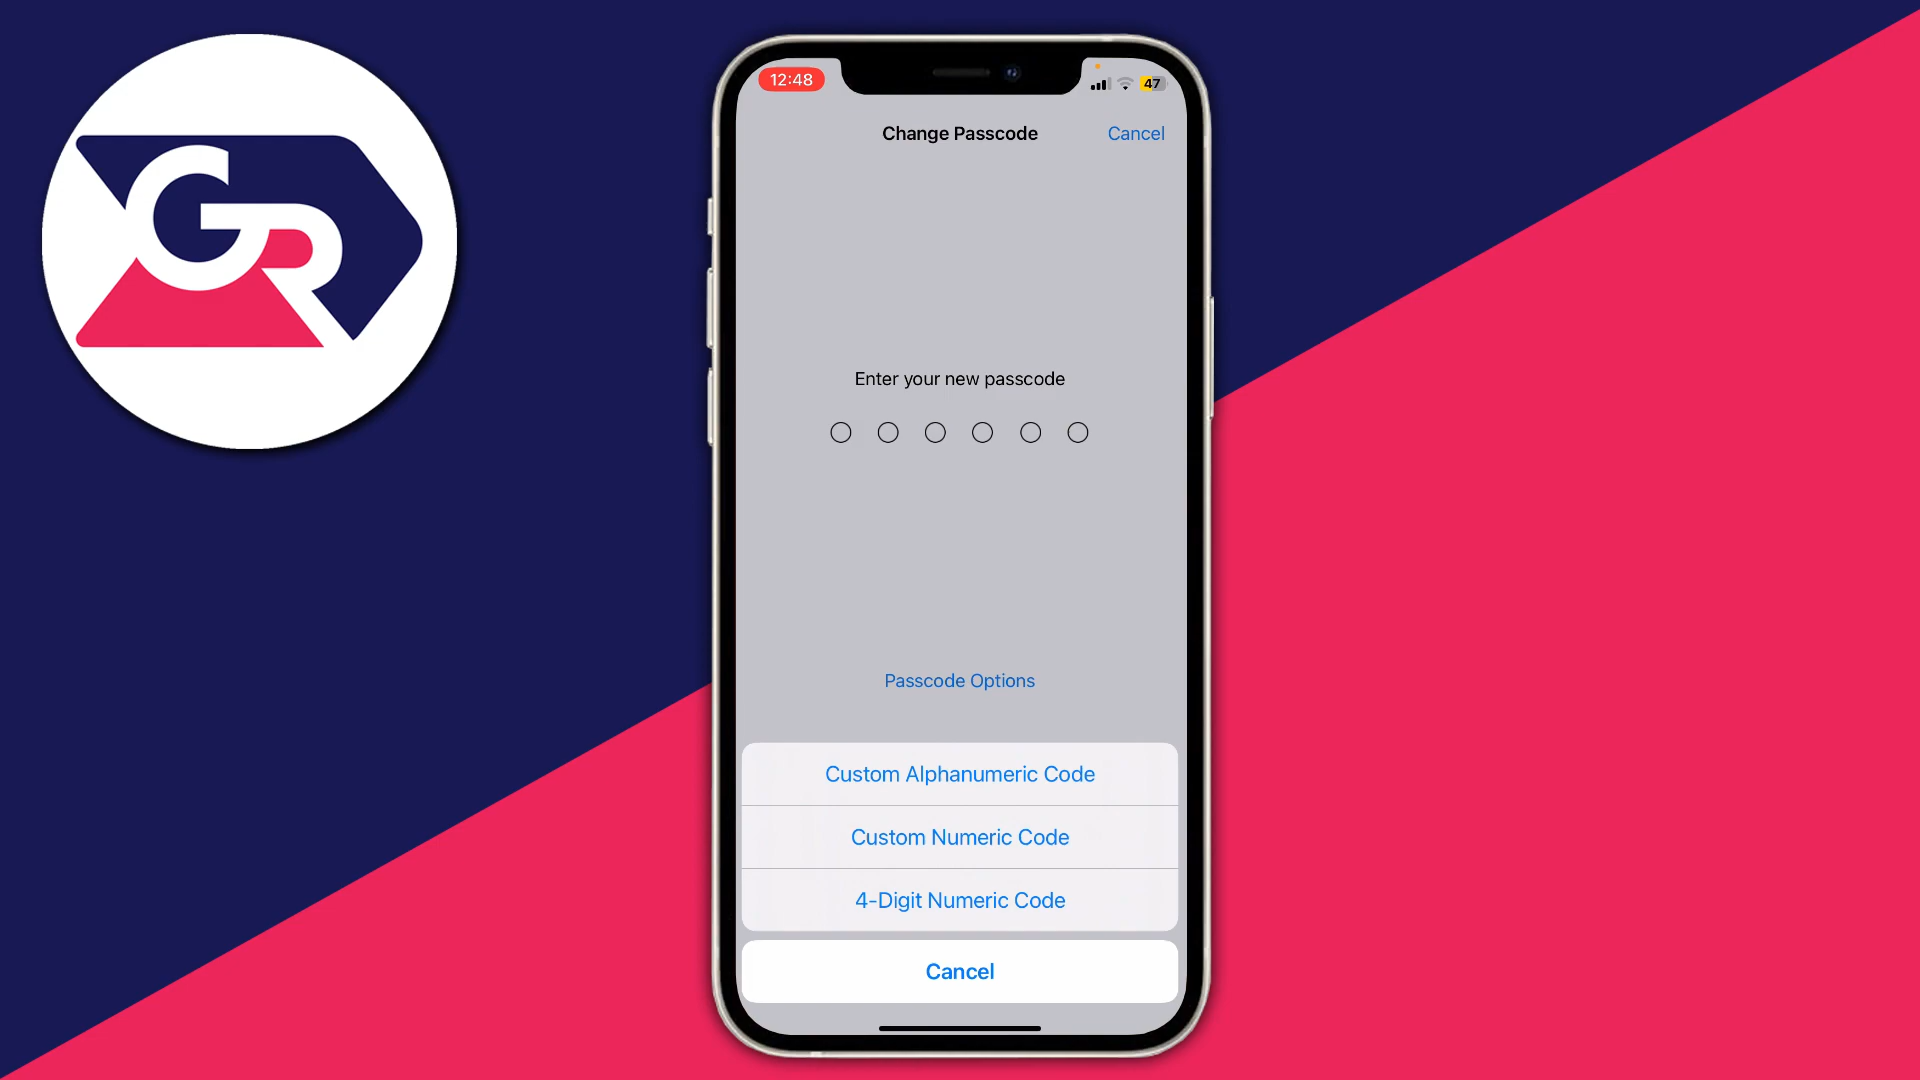 GR
12:48
47
Change Passcode
Cancel
Enter your new passcode
Passcode Options
Custom Alphanumeric Code
Custom Numeric Code
4-Digit Numeric Code
Cancel